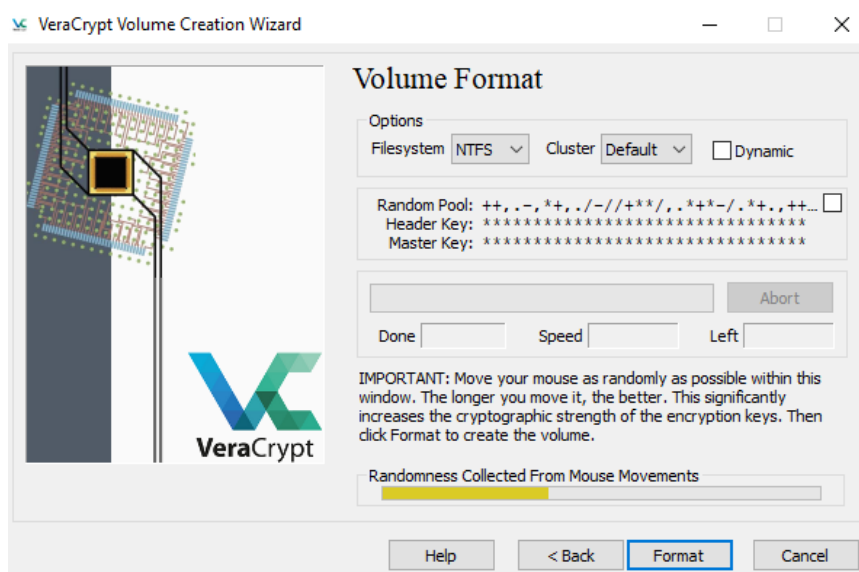 VeraCrypt Volume Creation Wizard
Volume Format
Options
Filesystem NTFS Cluster Default Dynamic
Random Pool: ++,.-,*+,./-//+**/,.*+*-/.*+.,++...
Header Key: ********************************
Master Key: ********************************
Abort
Done Speed Left
IMPORTANT: Move your mouse as randomly as possible within this
window. The longer you move it, the better. This significantly
increases the cryptographic strength of the encryption keys. Then
click Format to create the volume.
Randomness Collected From Mouse Movements
VeraCrypt
Help < Back Format Cancel